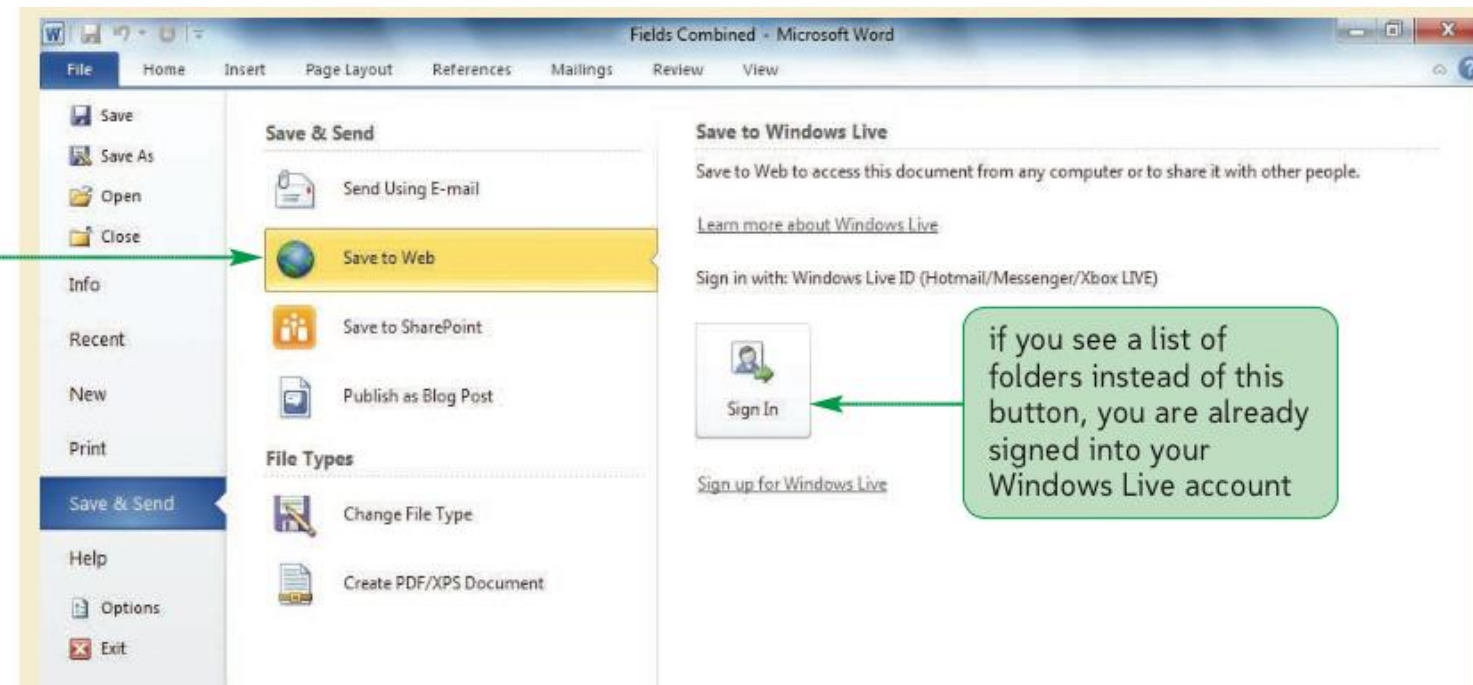 Fields Combined - Microsoft Word
File Home Insert Page Layout References Mailings Review View
Save
Save As
Open
Close
Info
Recent
New
Print
Save & Send
Help
Options
Exit
Save & Send
Send Using E-mail
Save to Web
Save to SharePoint
Publish as Blog Post
File Types
Change File Type
Create PDF/XPS Document
Save to Windows Live
Save to Web to access this document from any computer or to share it with other people.
Learn more about Windows Live
Sign in with: Windows Live ID (Hotmail/Messenger/Xbox LIVE)
Sign In
Sign up for Windows Live
if you see a list of
folders instead of this
button, you are already
signed into your
Windows Live account